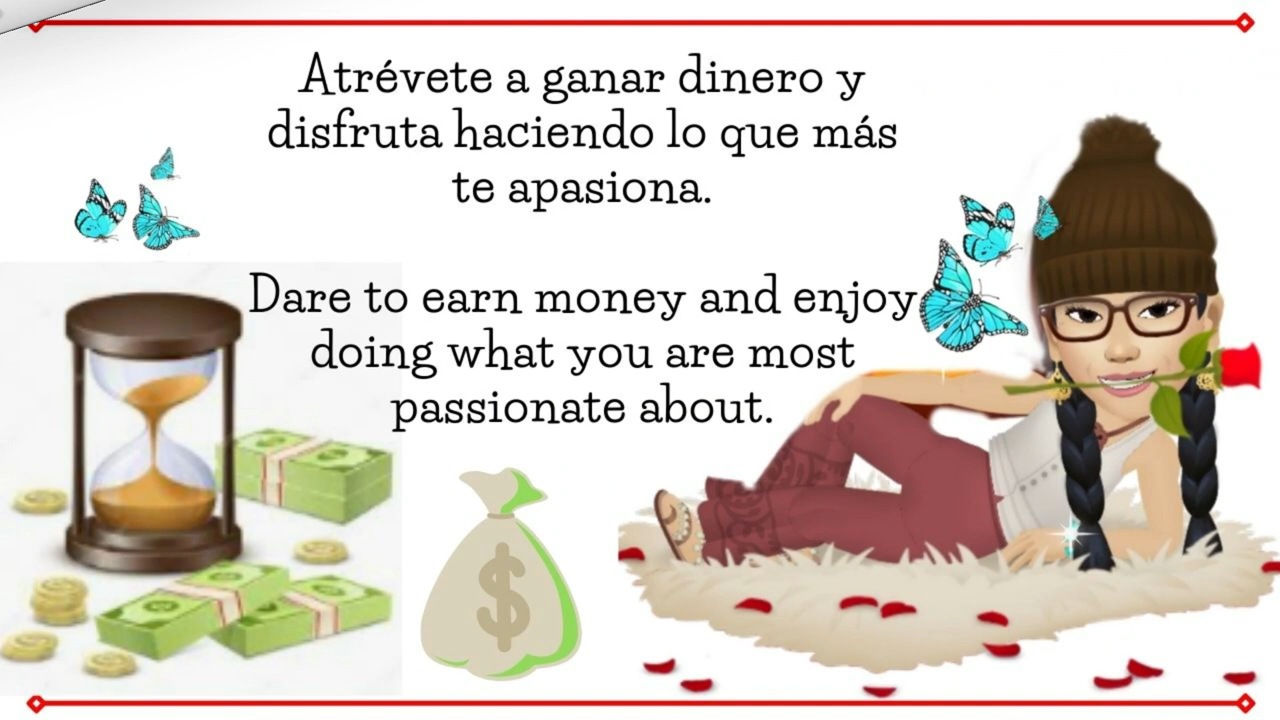 Atrévete a ganar dinero y
disfruta haciendo lo que más
te apasiona.
Dare to earn money and enjoy
doing what you are most
passionate about.
$